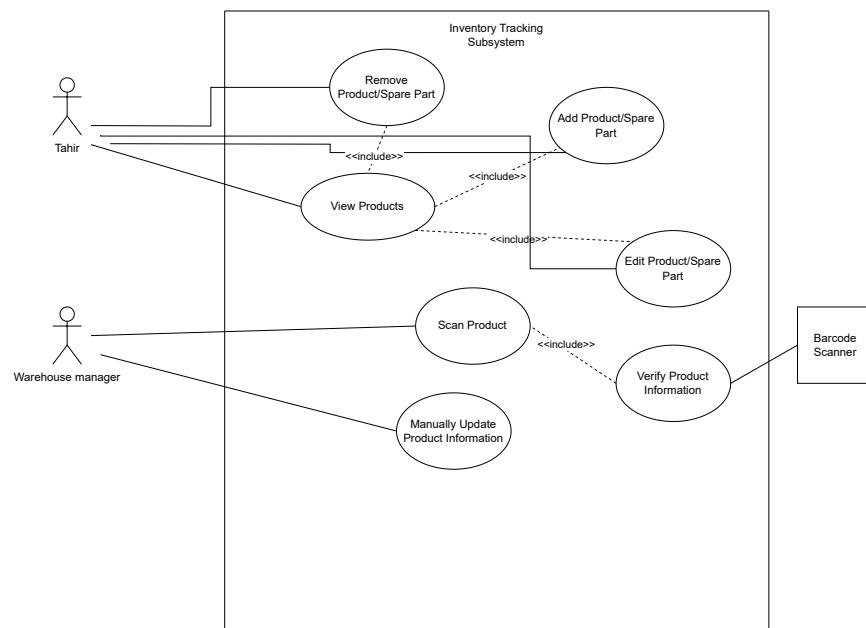 Inventory Tracking
Subsystem
Remove
Product/Spare Part
Add Product/Spare
Part
Tahir
<<include>>
<<include>>
View Products
<<include>>
Edit Product/Spare
Part
Scan Product
<<include>>
Barcode
Scanner
Warehouse manager
Verify Product
Information
Manually Update
Product Information